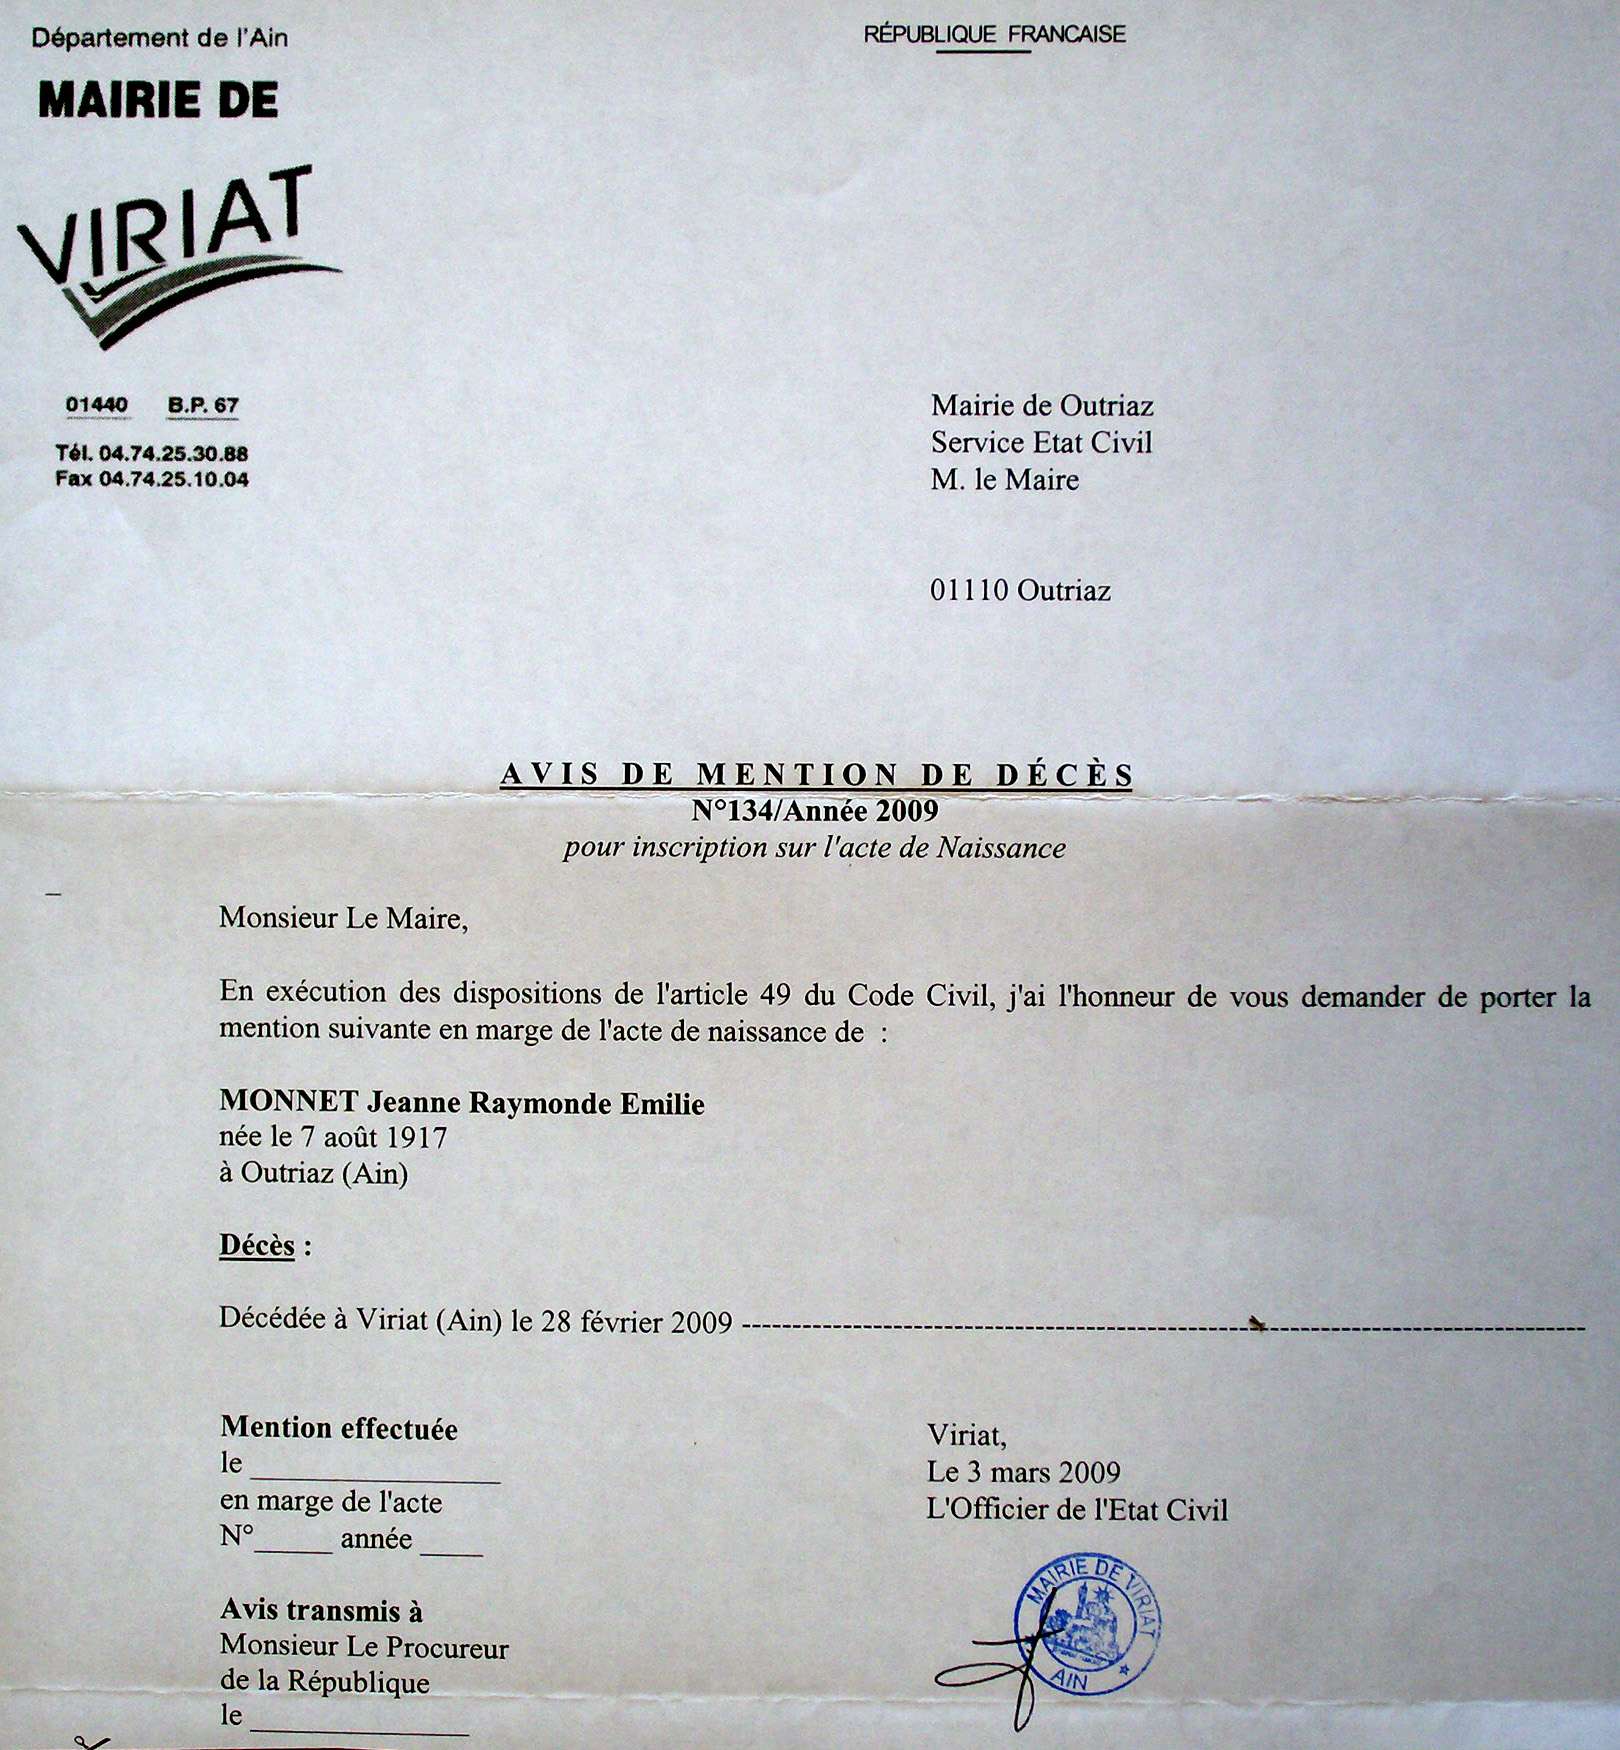 Département de l'Ain
RÉPUBLIQUE FRANCAISE
MAIRIE DE
VIRIAT
01440 B.P. 67
Tél. 04.74.25.30.88
Fax 04.74.25.10.04
Mairie de Outriaz
Service Etat Civil
M. le Maire
01110 Outriaz
AVIS DE MENTION DE DÉCÈS
N°134/Année 2009
pour inscription sur l'acte de Naissance
Monsieur Le Maire,
En exécution des dispositions de l'article 49 du Code Civil, j'ai l'honneur de vous demander de porter la
mention suivante en marge de l'acte de naissance de :
MONNET Jeanne Raymonde Emilie
née le 7 août 1917
à Outriaz (Ain)
Décès :
Décédée à Viriat (Ain) le 28 février 2009 ------------------------------------------------------------------------------------
Mention effectuée
le ________________
en marge de l'acte
N°_____ année ____
Avis transmis à
Monsieur Le Procureur
de la République
le ______________
Viriat,
Le 3 mars 2009
L'Officier de l'Etat Civil
MAIRIE DE VIRIAT
AIN